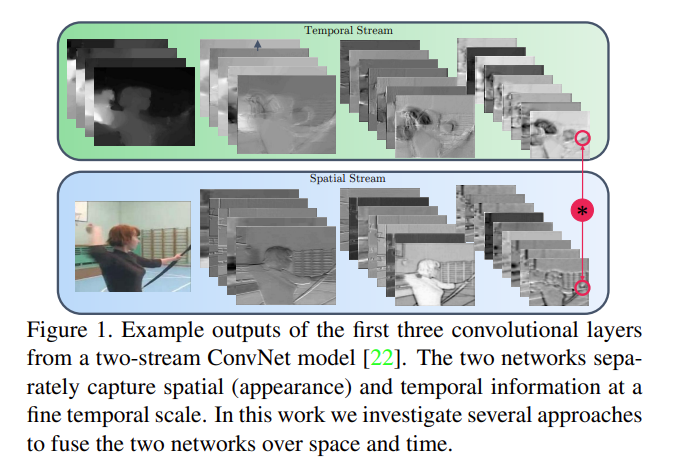 Temporal Stream
Spatial Stream
*
Figure 1. Example outputs of the first three convolutional layers
from a two-stream ConvNet model [22]. The two networks sepa-
rately capture spatial (appearance) and temporal information at a
fine temporal scale. In this work we investigate several approaches
to fuse the two networks over space and time.